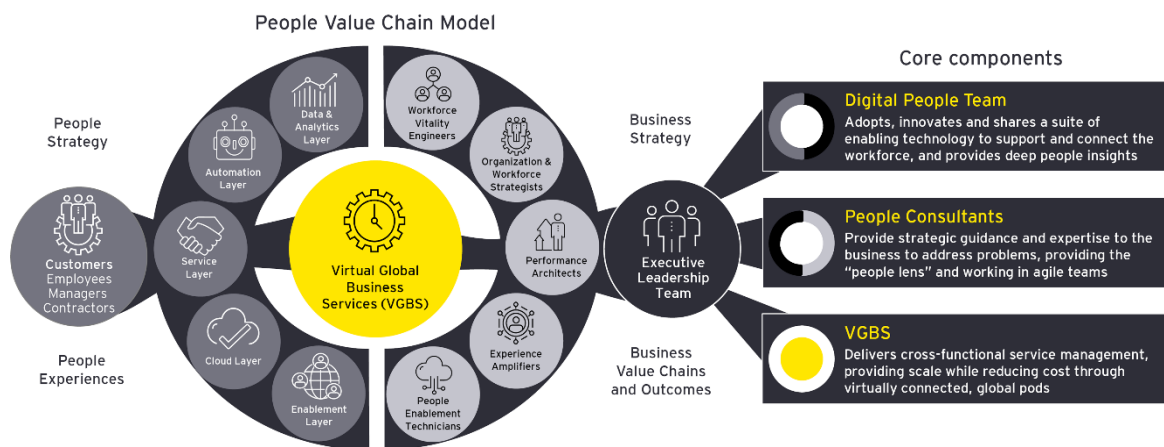 People Value Chain Model
People
Strategy
Customers
Employees
Managers
Contractors
People
Experiences
Data &
Analytics
Layer
Automation
Layer
Service
Layer
Cloud Layer
Enablement
Layer
Virtual Global
Business
Services (VGBS)
Workforce
Vitality
Engineers
Organization &
Workforce
Strategists
Performance
Architects
Experience
Amplifiers
People
Enablement
Technicians
Business
Strategy
Executive
Leadership
Team
Business
Value Chains
and Outcomes
Core components
Digital People Team
Adopts, innovates and shares a suite of
enabling technology to support and connect the
workforce, and provides deep people insights
People Consultants
Provide strategic guidance and expertise to the
business to address problems, providing the
“people lens” and working in agile teams
VGBS
Delivers cross-functional service management,
providing scale while reducing cost through
virtually connected, global pods